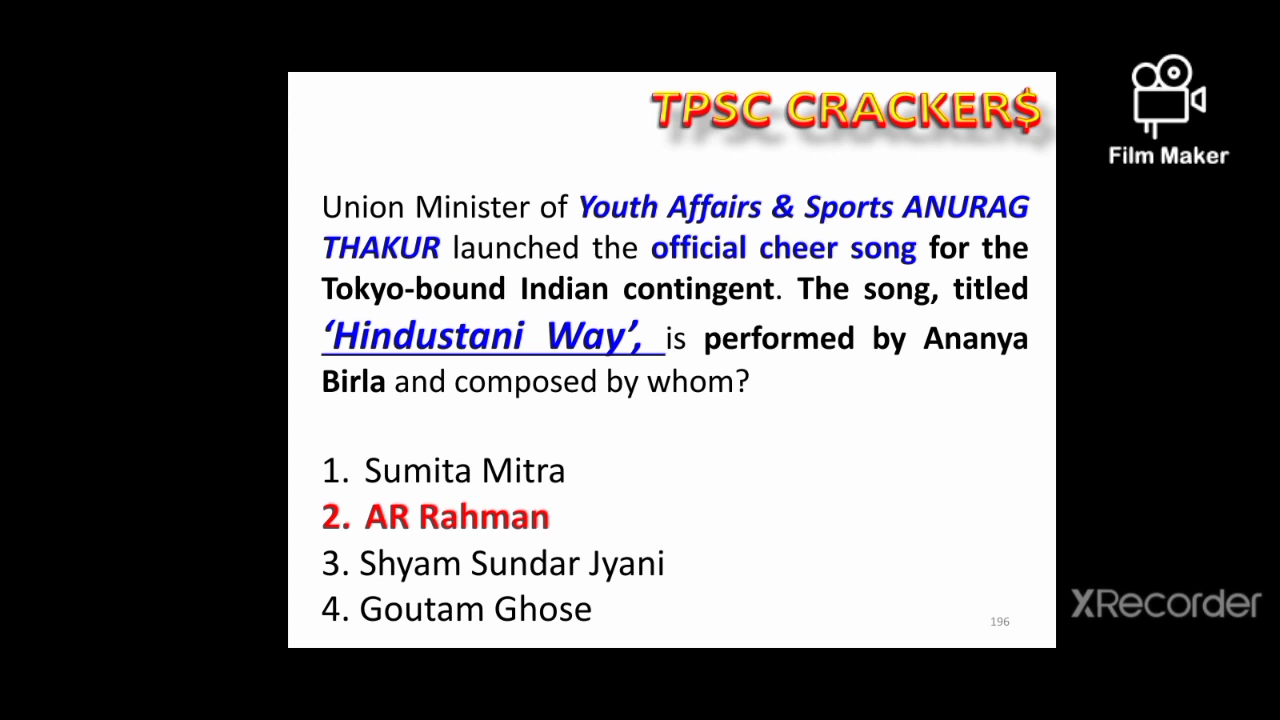 TPSC CRACKER$
Film Maker
Union Minister of Youth Affairs & Sports ANURAG
THAKUR launched the official cheer song for the
Tokyo-bound Indian contingent. The song, titled
‘Hindustani Way’, is performed by Ananya
Birla and composed by whom?
1. Sumita Mitra
2. AR Rahman
3. Shyam Sundar Jyani
4. Goutam Ghose
196
XRecorder